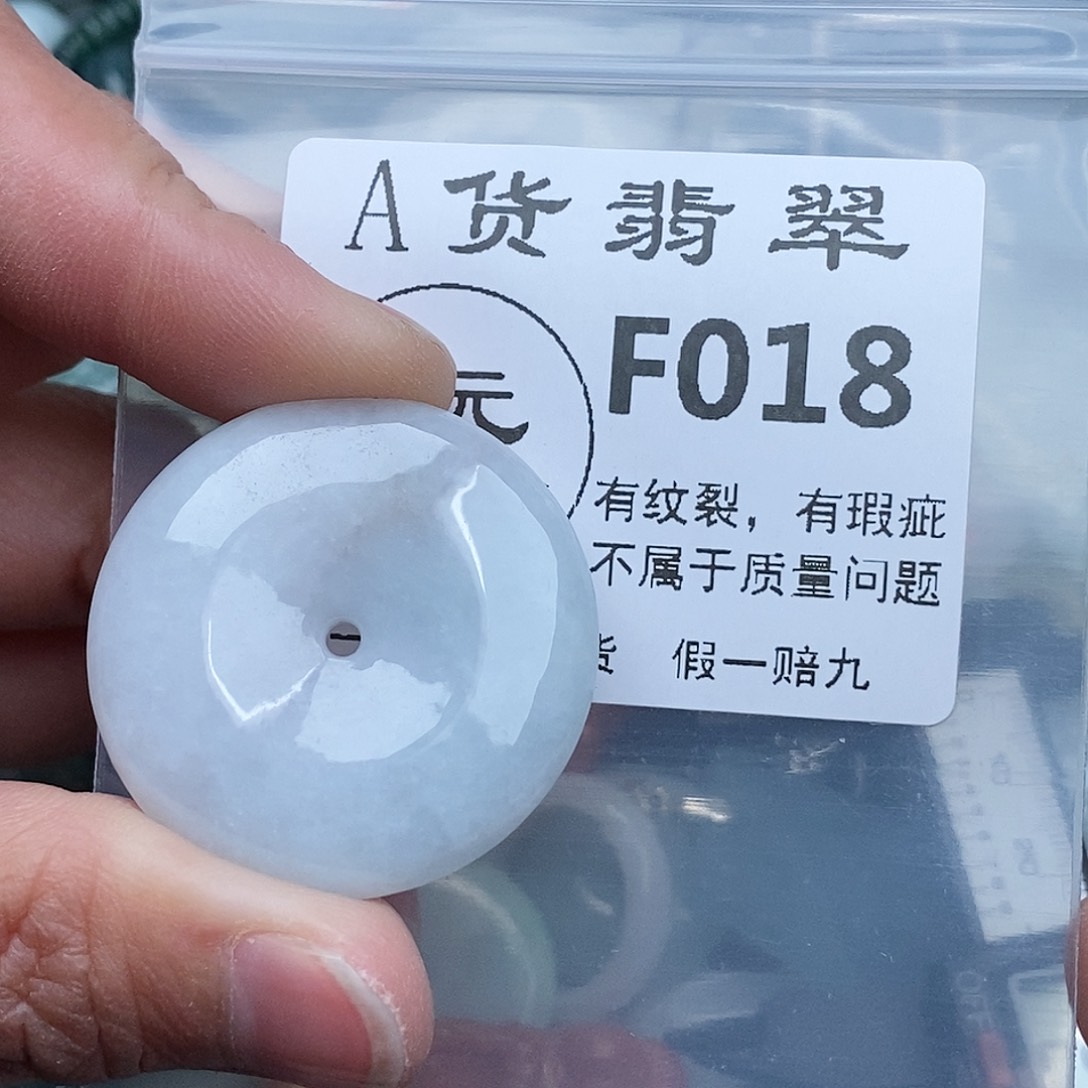 A货翡翠
F018
元
有纹裂，有瑕疵
不属于质量问题
货 假一赔九